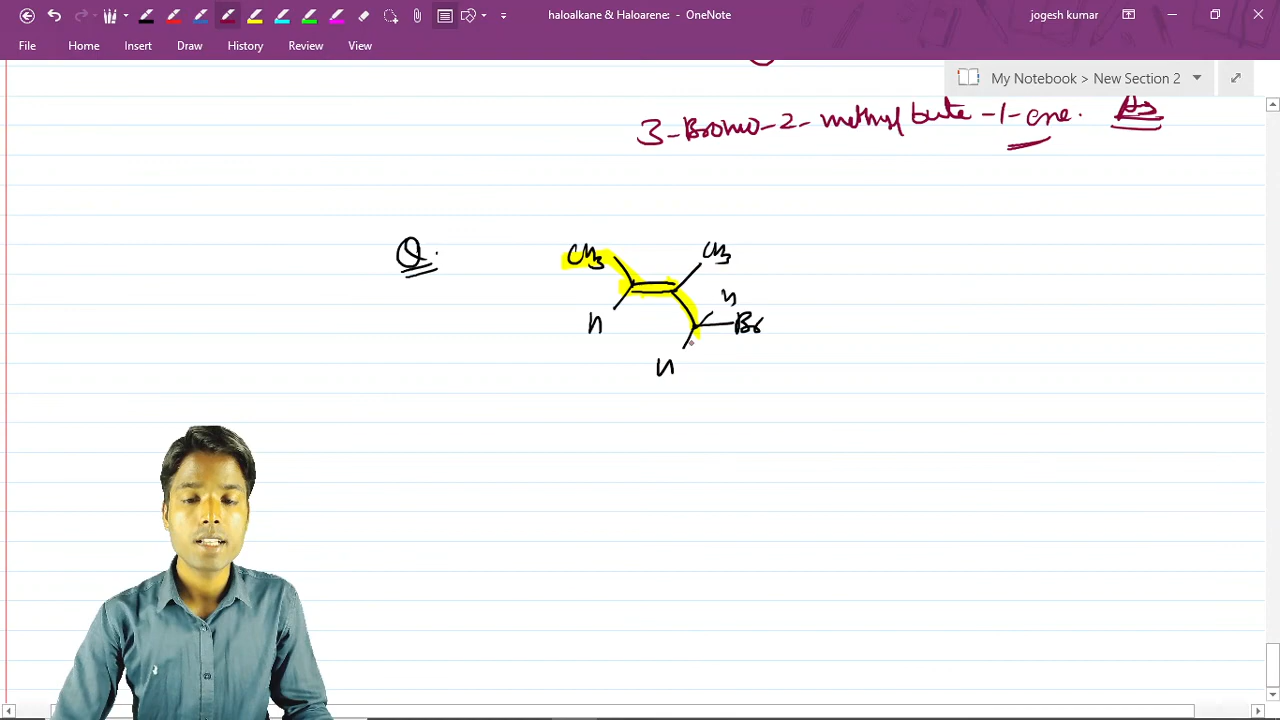 haloalkane & Haloarene: - OneNote
jogesh kumar
File Home Insert Draw History Review View
My Notebook > New Section 2
3-Bromo-2-methyl bute-1-ene. Ans
Q.
CH3 CH3
H
H Br
H